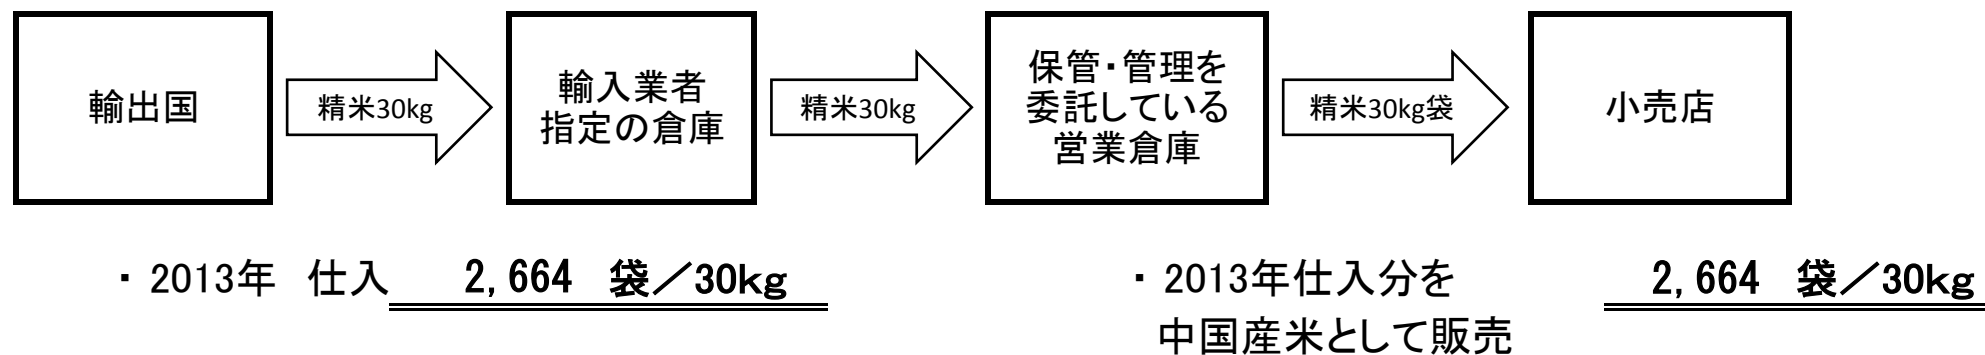 輸出国
精米30kg
輸入業者
指定の倉庫
精米30kg
保管・管理を
委託している
営業倉庫
精米30kg袋
小売店
・2013年　仕入　2,664　袋／30kg
・2013年仕入分を　2,664　袋／30kg
中国産米として販売